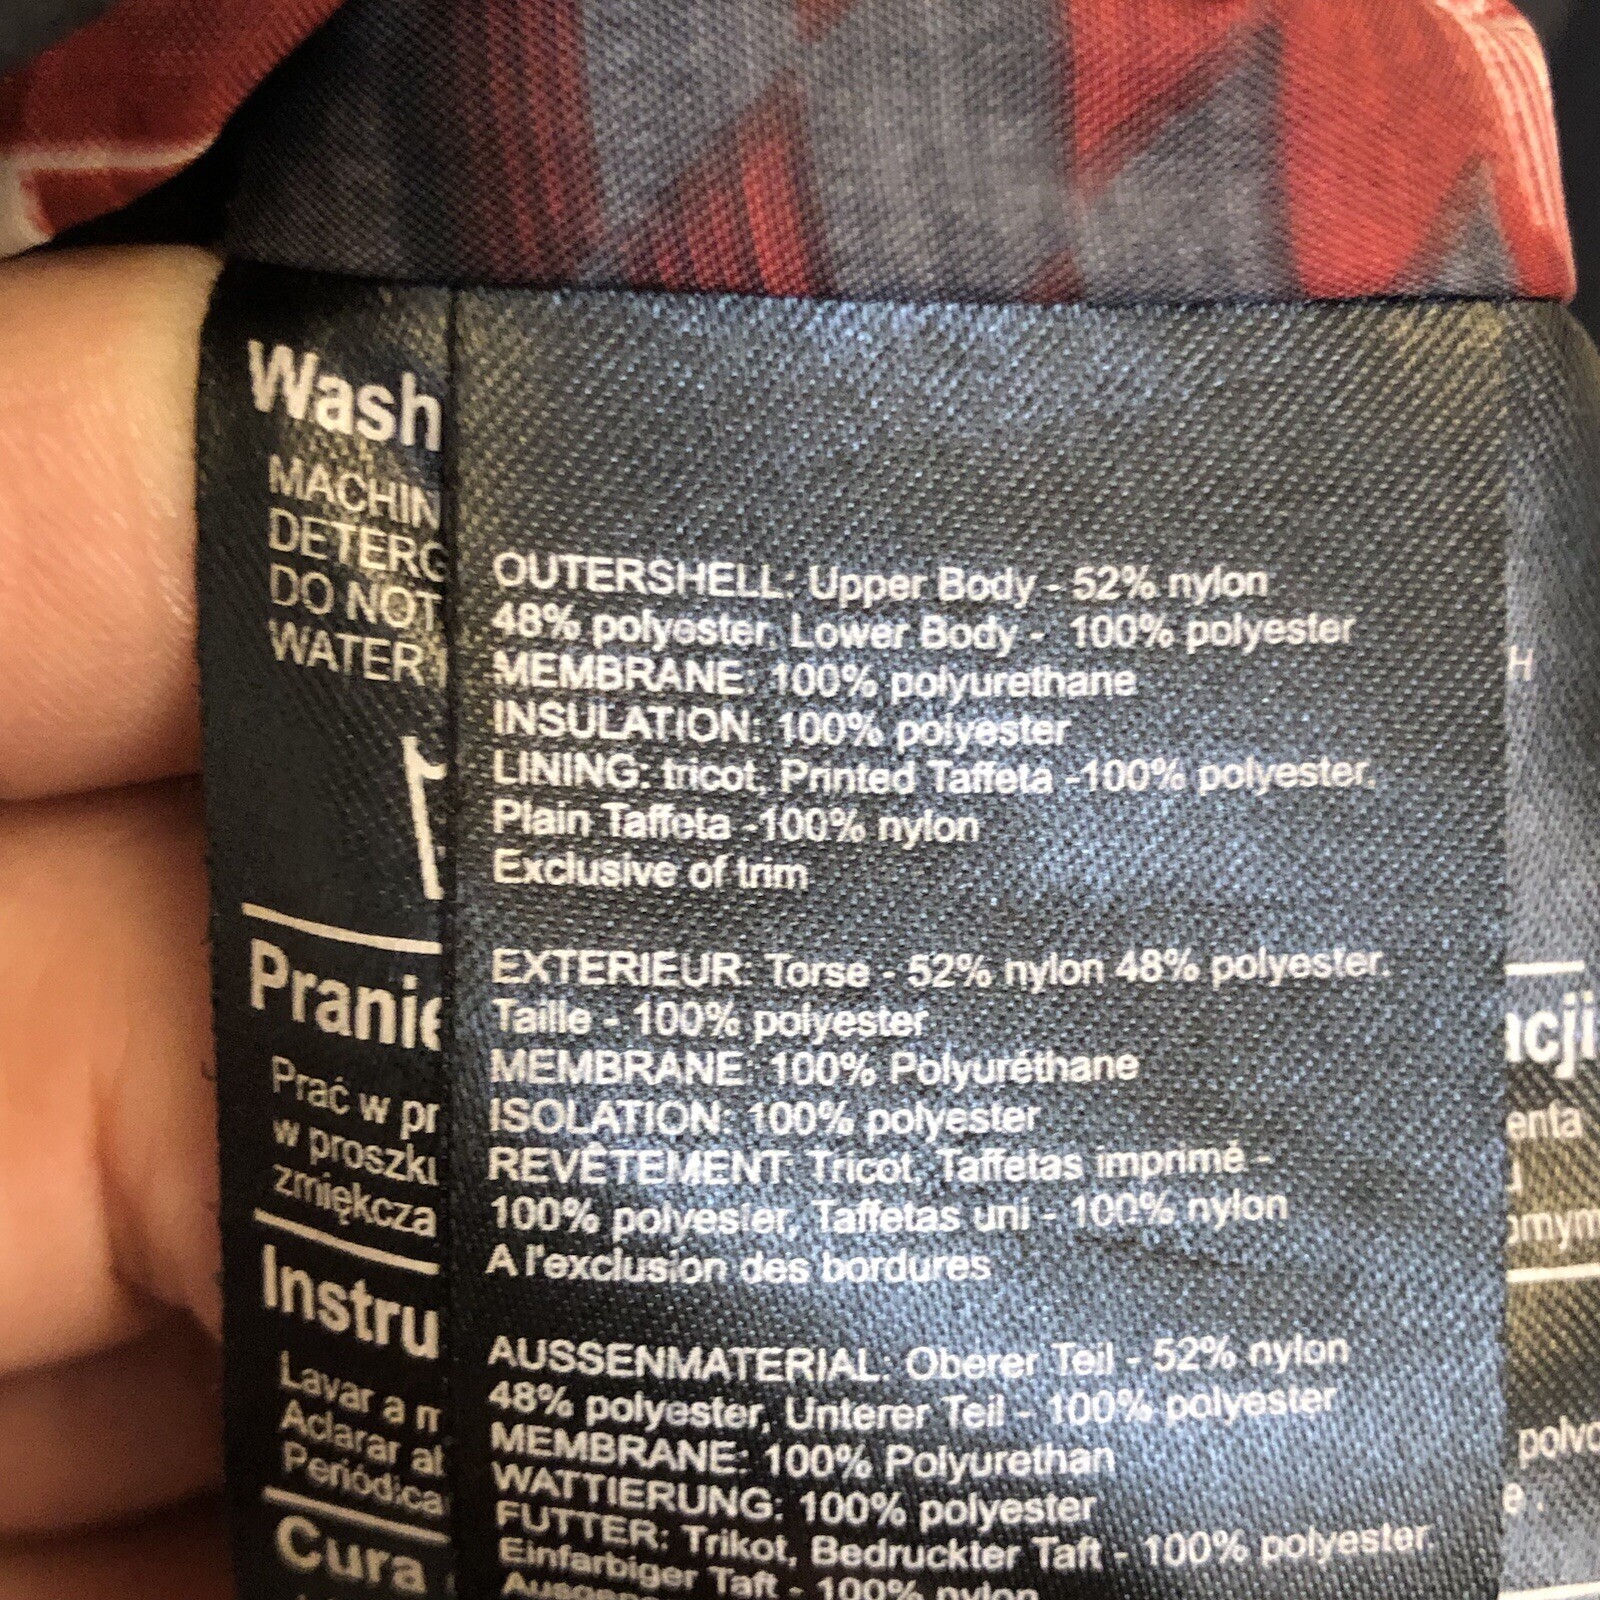 Wash
MACHIN
DETERG
DO NOT
WATER
Pranie
Prać w pr
w proszku
zmiękcza
Instru
Lavar a m
Aclarar ab
Periódica
Cura
OUTERSHELL: Upper Body - 52% nylon
48% polyester, Lower Body - 100% polyester
MEMBRANE: 100% polyurethane
INSULATION: 100% polyester
LINING: tricot, Printed Taffeta -100% polyester,
Plain Taffeta -100% nylon
Exclusive of trim
EXTERIEUR: Torse - 52% nylon 48% polyester.
Taille - 100% polyester
MEMBRANE: 100% Polyuréthane
ISOLATION: 100% polyester
REVÊTEMENT: Tricot, Taffetas imprimé -
100% polyester, Taffetas uni - 100% nylon
A l'exclusion des bordures
AUSSENMATERIAL: Oberer Teil - 52% nylon
48% polyester, Unterer Teil - 100% polyester
MEMBRANE: 100% Polyurethan
WATTIERUNG: 100% polyester
FUTTER: Trikot, Bedruckter Taft - 100% polyester.
Einfarbiger Taft - 100% nylon
H
acji
enta
omym
polvo
e .